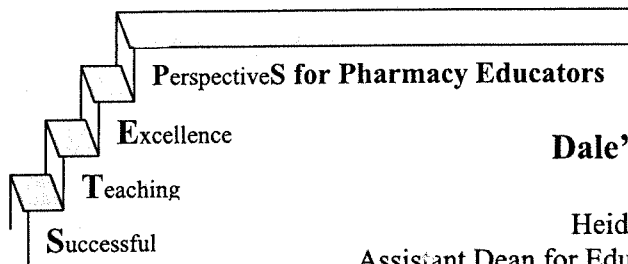 PerspectiveS for Pharmacy Educators
Excellence
Dale’
Teaching
Heid
Successful
Assistant Dean for Edu